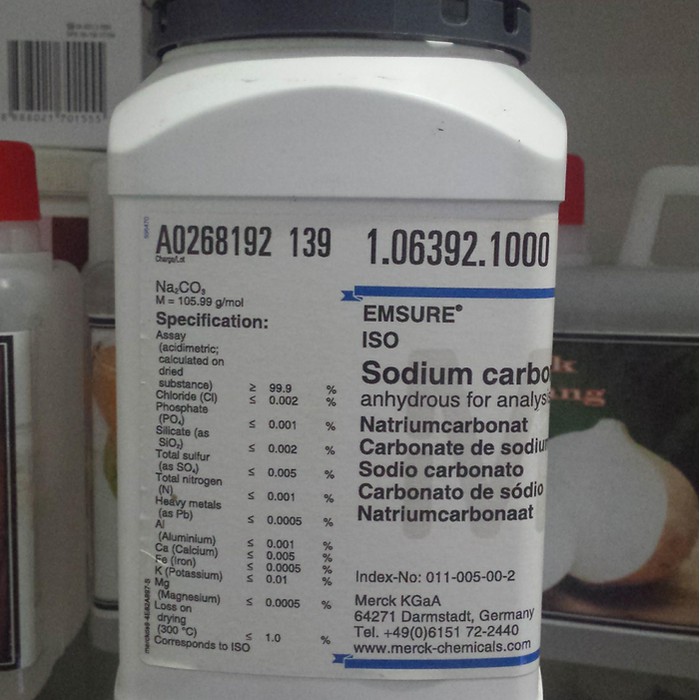 A0268192 139
Charge/Lot
1.06392.1000
Na₂CO₃
M = 105.99 g/mol
Specification:
Assay
(acidimetric;
calculated on
dried
substance) ≥ 99.9 %
Chloride (Cl) ≤ 0.002 %
Phosphate
(PO₄) ≤ 0.001 %
Silicate (as
SiO₂) ≤ 0.002 %
Total sulfur
(as SO₄) ≤ 0.005 %
Total nitrogen
(N) ≤ 0.001 %
Heavy metals
(as Pb) ≤ 0.0005 %
Al
(Aluminium) ≤ 0.001 %
Ca (Calcium) ≤ 0.005 %
Fe (Iron) ≤ 0.0005 %
K (Potassium) ≤ 0.01 %
Mg
(Magnesium) ≤ 0.0005 %
Loss on
drying
(300 °C) ≤ 1.0 %
Corresponds to ISO
EMSURE®
ISO
Sodium carbo
anhydrous for analys
Natriumcarbonat
Carbonate de sodiu
Sodio carbonato
Carbonato de sódio
Natriumcarbonaat
Index-No: 011-005-00-2
Merck KGaA
64271 Darmstadt, Germany
Tel. +49(0)6151 72-2440
www.merck-chemicals.com